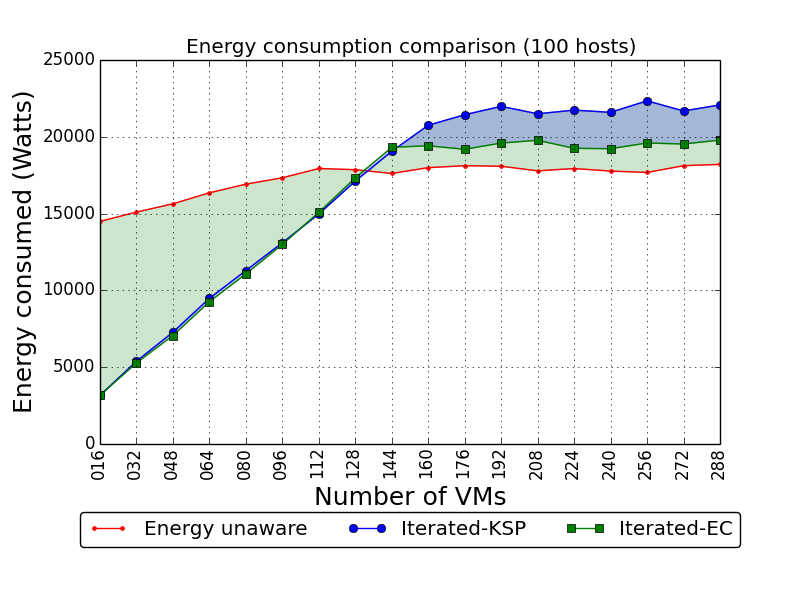 Energy consumption comparison (100 hosts)
Energy consumed (Watts)
25000
20000
15000
10000
5000
0
016 032 048 064 080 096 112 128 144 160 176 192 208 224 240 256 272 288
Number of VMs
Energy unaware Iterated-KSP Iterated-EC